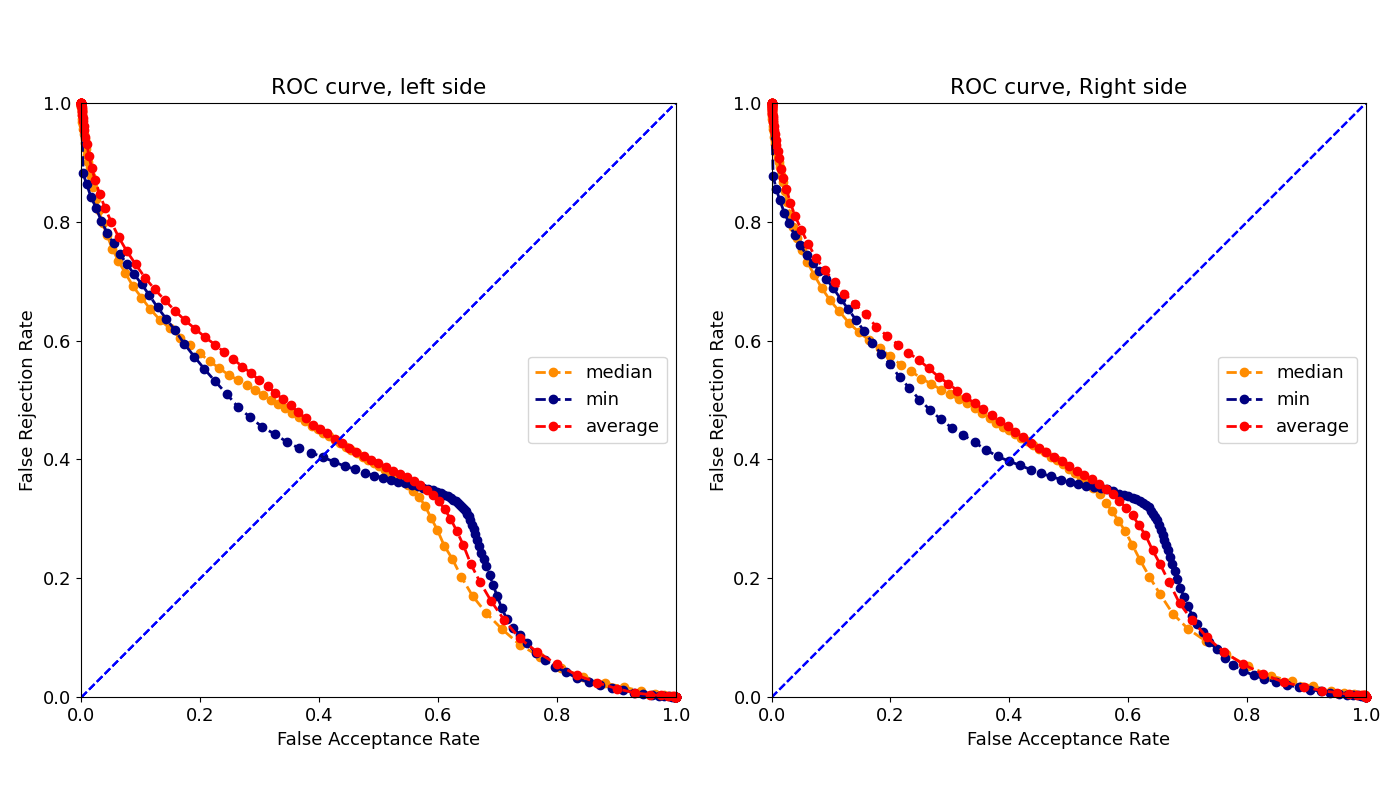 ROC curve, left side
1.0
0.8
0.6
0.4
0.2
0.0
False Rejection Rate
median
min
average
0.0 0.2 0.4 0.6 0.8 1.0
False Acceptance Rate
ROC curve, Right side
1.0
0.8
0.6
0.4
0.2
0.0
False Rejection Rate
median
min
average
0.0 0.2 0.4 0.6 0.8 1.0
False Acceptance Rate